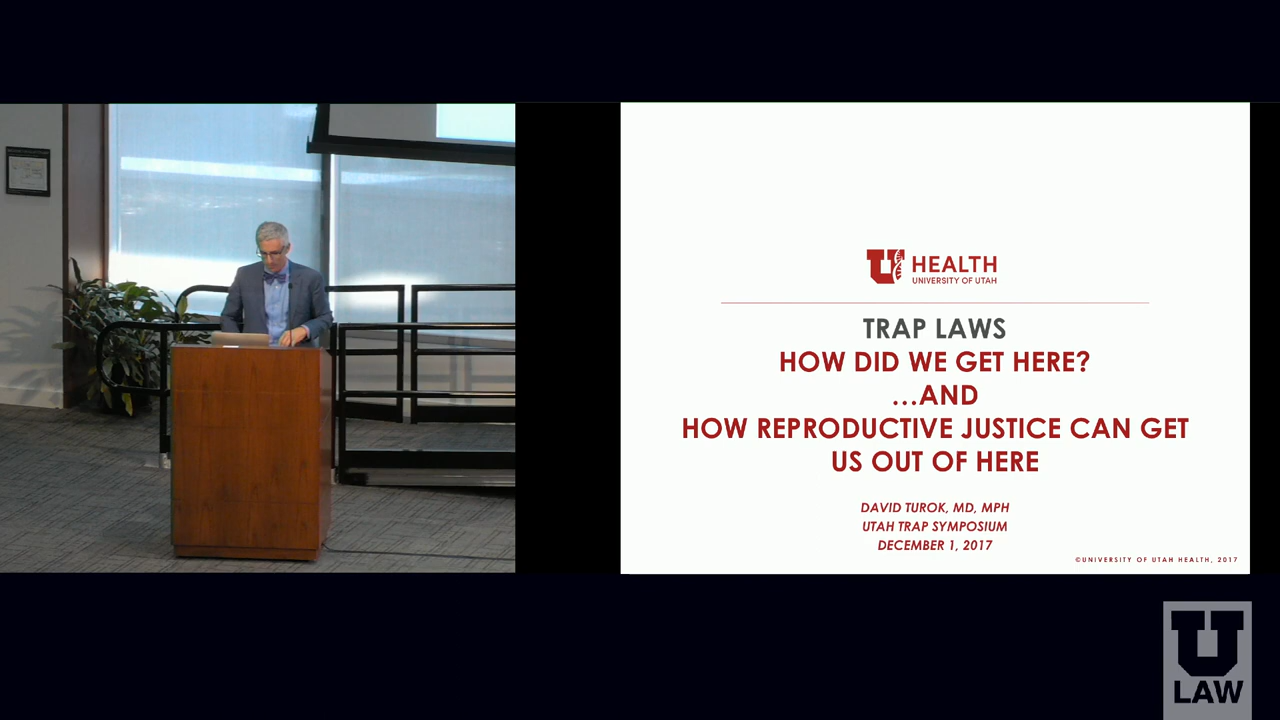 HEALTH
UNIVERSITY OF UTAH
TRAP LAWS
HOW DID WE GET HERE?
...AND
HOW REPRODUCTIVE JUSTICE CAN GET
US OUT OF HERE
DAVID TUROK, MD, MPH
UTAH TRAP SYMPOSIUM
DECEMBER 1, 2017
©UNIVERSITY OF UTAH HEALTH, 2017
U
LAW